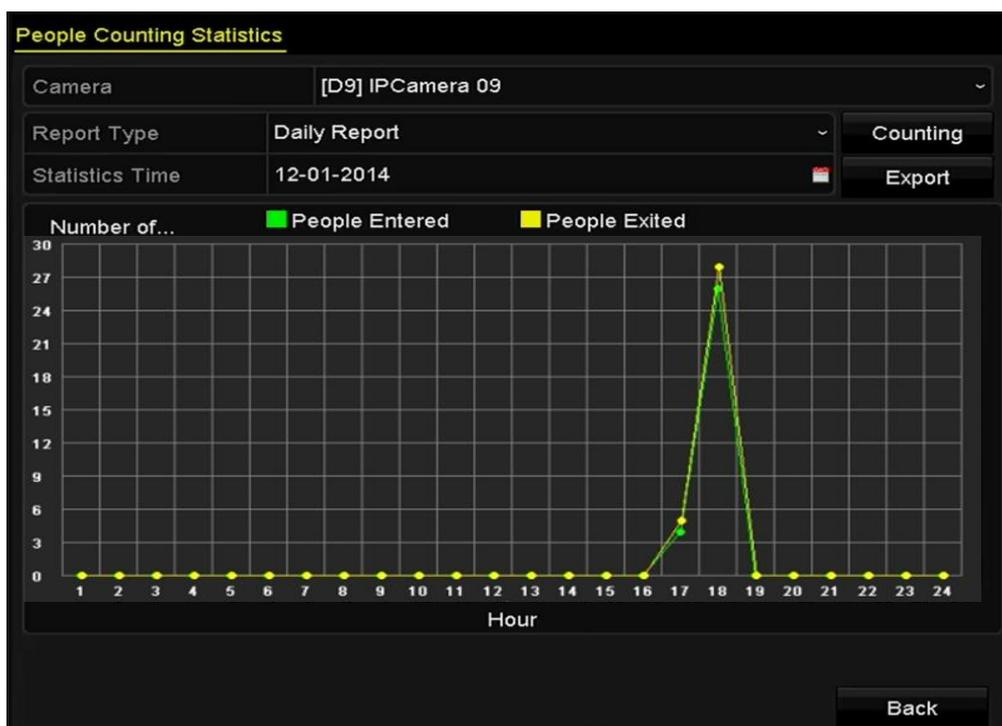 People Counting Statistics
Camera [D9] IPCamera 09
Report Type Daily Report Counting
Statistics Time 12-01-2014 Export
Number of... People Entered People Exited
30
27
24
21
18
15
12
9
6
3
0
1 2 3 4 5 6 7 8 9 10 11 12 13 14 15 16 17 18 19 20 21 22 23 24
Hour
Back